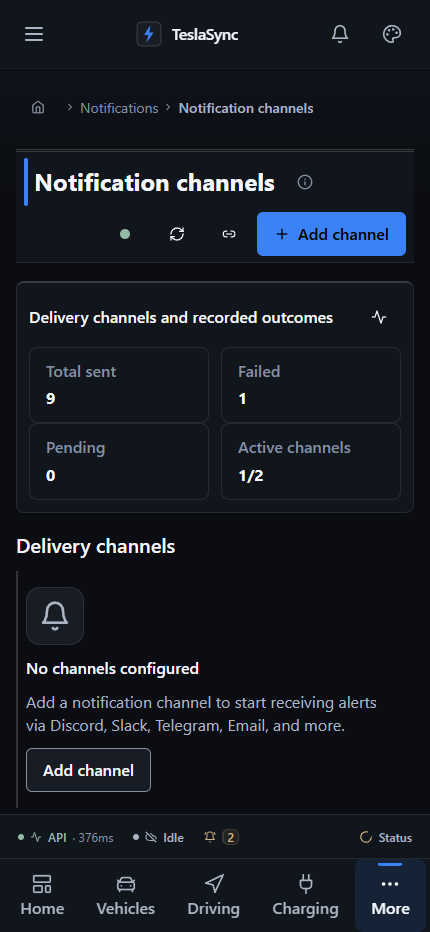 TeslaSync
Notifications
Notification channels
Notification channels
Add channel
Delivery channels and recorded outcomes
Total sent
9
Failed
1
Pending
0
Active channels
1/2
Delivery channels
No channels configured
Add a notification channel to start receiving alerts
via Discord, Slack, Telegram, Email, and more.
Add channel
API · 376ms
Idle
2
Status
Home
Vehicles
Driving
Charging
More